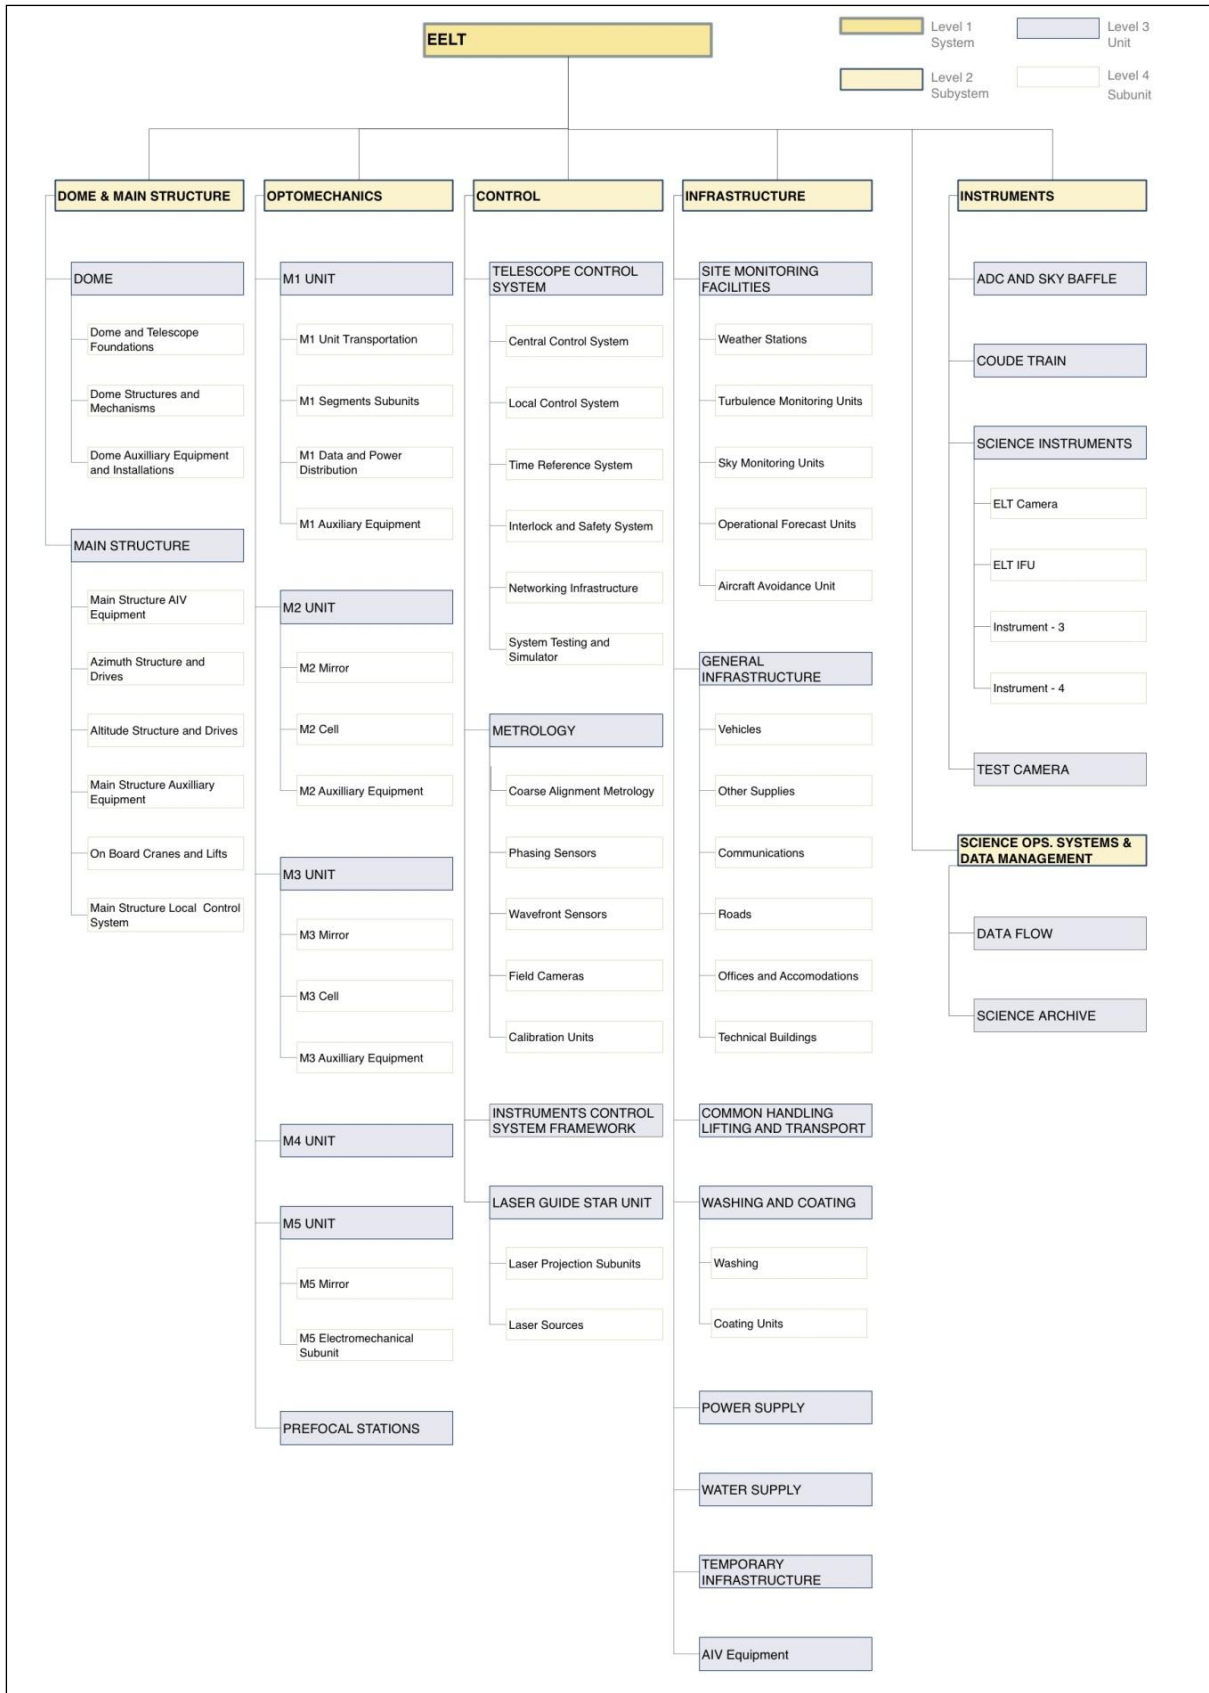 EELT
Level 1
System
Level 3
Unit
Level 2
Subystem
Level 4
Subunit
DOME & MAIN STRUCTURE
DOME
Dome and Telescope
Foundations
Dome Structures and
Mechanisms
Dome Auxilliary Equipment
and Installations
MAIN STRUCTURE
Main Structure AIV
Equipment
Azimuth Structure and
Drives
Altitude Structure and Drives
Main Structure Auxilliary
Equipment
On Board Cranes and Lifts
Main Structure Local Control
System
OPTOMECHANICS
M1 UNIT
M1 Unit Transportation
M1 Segments Subunits
M1 Data and Power
Distribution
M1 Auxiliary Equipment
M2 UNIT
M2 Mirror
M2 Cell
M2 Auxilliary Equipment
M3 UNIT
M3 Mirror
M3 Cell
M3 Auxilliary Equipment
M4 UNIT
M5 UNIT
M5 Mirror
M5 Electromechanical
Subunit
PREFOCAL STATIONS
CONTROL
TELESCOPE CONTROL
SYSTEM
Central Control System
Local Control System
Time Reference System
Interlock and Safety System
Networking Infrastructure
System Testing and
Simulator
METROLOGY
Coarse Alignment Metrology
Phasing Sensors
Wavefront Sensors
Field Cameras
Calibration Units
INSTRUMENTS CONTROL
SYSTEM FRAMEWORK
LASER GUIDE STAR UNIT
Laser Projection Subunits
Laser Sources
INFRASTRUCTURE
SITE MONITORING
FACILITIES
Weather Stations
Turbulence Monitoring Units
Sky Monitoring Units
Operational Forecast Units
Aircraft Avoidance Unit
GENERAL
INFRASTRUCTURE
Vehicles
Other Supplies
Communications
Roads
Offices and Accomodations
Technical Buildings
COMMON HANDLING
LIFTING AND TRANSPORT
WASHING AND COATING
Washing
Coating Units
POWER SUPPLY
WATER SUPPLY
TEMPORARY
INFRASTRUCTURE
AIV Equipment
INSTRUMENTS
ADC AND SKY BAFFLE
COUDE TRAIN
SCIENCE INSTRUMENTS
ELT Camera
ELT IFU
Instrument - 3
Instrument - 4
TEST CAMERA
SCIENCE OPS. SYSTEMS &
DATA MANAGEMENT
DATA FLOW
SCIENCE ARCHIVE